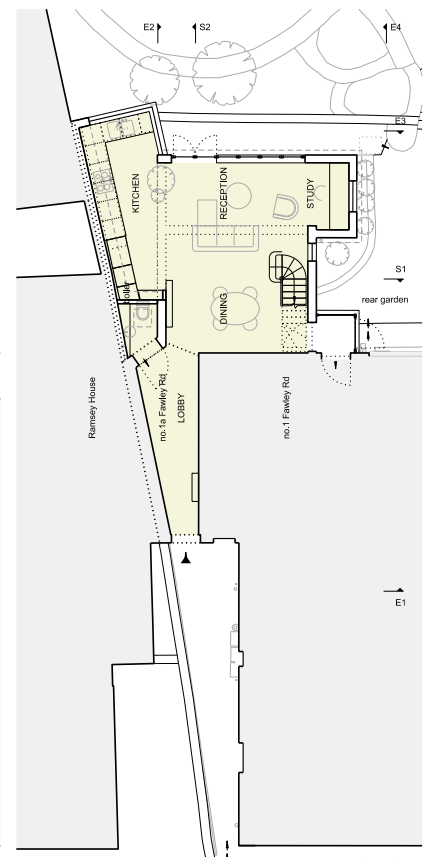 E2
S2
E4
E3
KITCHEN
RECEPTION
STUDY
S1
rear garden
DINING
Ramsey House
no.1a Fawley Rd
LOBBY
no.1 Fawley Rd
E1